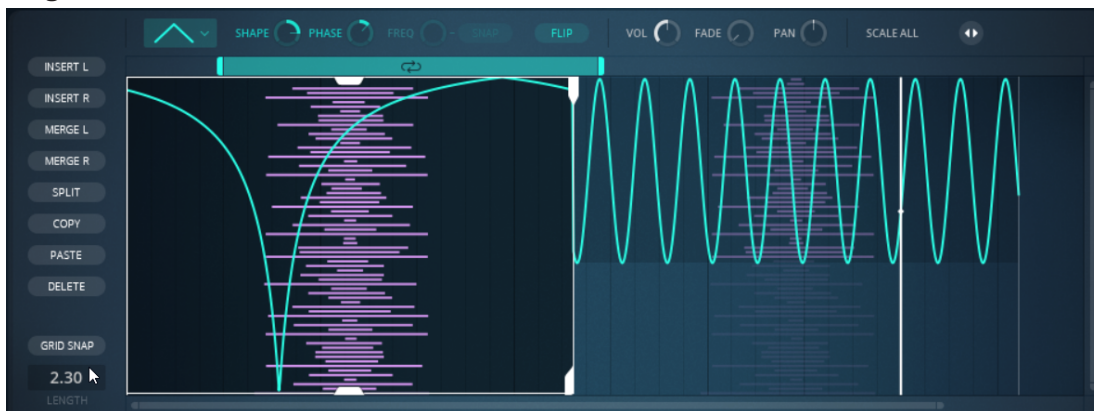 SHAPE PHASE FREQ SNAP FLIP VOL FADE PAN SCALE ALL
INSERT L
INSERT R
MERGE L
MERGE R
SPLIT
COPY
PASTE
DELETE
GRID SNAP
2.30
LENGTH